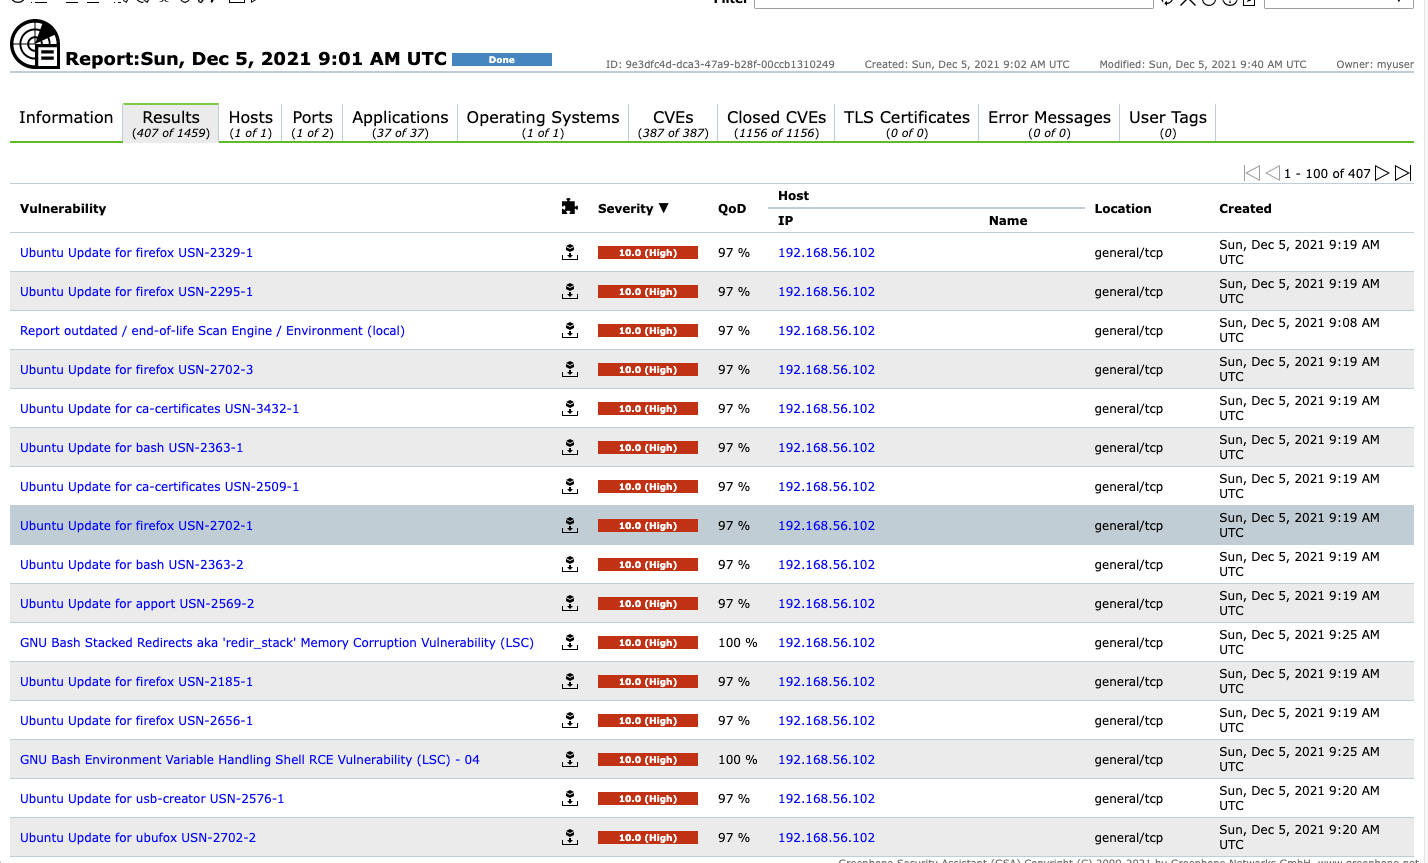 Filter
Report:Sun, Dec 5, 2021 9:01 AM UTC Done ID: 9e3dfc4d-dca3-47a9-b28f-00ccb1310249 Created: Sun, Dec 5, 2021 9:02 AM UTC Modified: Sun, Dec 5, 2021 9:40 AM UTC Owner: myuser
Information Results Hosts Ports Applications Operating Systems CVEs Closed CVEs TLS Certificates Error Messages User Tags
(407 of 1459) (1 of 1) (1 of 2) (37 of 37) (1 of 1) (387 of 387) (1156 of 1156) (0 of 0) (0 of 0) (0)
1 - 100 of 407
Host
Vulnerability Severity ▼ QoD Location Created
IP Name
Ubuntu Update for firefox USN-2329-1 10.0 (High) 97 % 192.168.56.102 general/tcp Sun, Dec 5, 2021 9:19 AM
UTC
Ubuntu Update for firefox USN-2295-1 10.0 (High) 97 % 192.168.56.102 general/tcp Sun, Dec 5, 2021 9:19 AM
UTC
Report outdated / end-of-life Scan Engine / Environment (local) 10.0 (High) 97 % 192.168.56.102 general/tcp Sun, Dec 5, 2021 9:08 AM
UTC
Ubuntu Update for firefox USN-2702-3 10.0 (High) 97 % 192.168.56.102 general/tcp Sun, Dec 5, 2021 9:19 AM
UTC
Ubuntu Update for ca-certificates USN-3432-1 10.0 (High) 97 % 192.168.56.102 general/tcp Sun, Dec 5, 2021 9:19 AM
UTC
Ubuntu Update for bash USN-2363-1 10.0 (High) 97 % 192.168.56.102 general/tcp Sun, Dec 5, 2021 9:19 AM
UTC
Ubuntu Update for ca-certificates USN-2509-1 10.0 (High) 97 % 192.168.56.102 general/tcp Sun, Dec 5, 2021 9:19 AM
UTC
Ubuntu Update for firefox USN-2702-1 10.0 (High) 97 % 192.168.56.102 general/tcp Sun, Dec 5, 2021 9:19 AM
UTC
Ubuntu Update for bash USN-2363-2 10.0 (High) 97 % 192.168.56.102 general/tcp Sun, Dec 5, 2021 9:19 AM
UTC
Ubuntu Update for apport USN-2569-2 10.0 (High) 97 % 192.168.56.102 general/tcp Sun, Dec 5, 2021 9:19 AM
UTC
GNU Bash Stacked Redirects aka 'redir_stack' Memory Corruption Vulnerability (LSC) 10.0 (High) 100 % 192.168.56.102 general/tcp Sun, Dec 5, 2021 9:25 AM
UTC
Ubuntu Update for firefox USN-2185-1 10.0 (High) 97 % 192.168.56.102 general/tcp Sun, Dec 5, 2021 9:19 AM
UTC
Ubuntu Update for firefox USN-2656-1 10.0 (High) 97 % 192.168.56.102 general/tcp Sun, Dec 5, 2021 9:19 AM
UTC
GNU Bash Environment Variable Handling Shell RCE Vulnerability (LSC) - 04 10.0 (High) 100 % 192.168.56.102 general/tcp Sun, Dec 5, 2021 9:25 AM
UTC
Ubuntu Update for usb-creator USN-2576-1 10.0 (High) 97 % 192.168.56.102 general/tcp Sun, Dec 5, 2021 9:20 AM
UTC
Ubuntu Update for ubufox USN-2702-2 10.0 (High) 97 % 192.168.56.102 general/tcp Sun, Dec 5, 2021 9:20 AM
UTC
Greenbone Security Assistant (GSA) Copyright (C) 2009-2021 by Greenbone Networks GmbH, www.greenbone.net